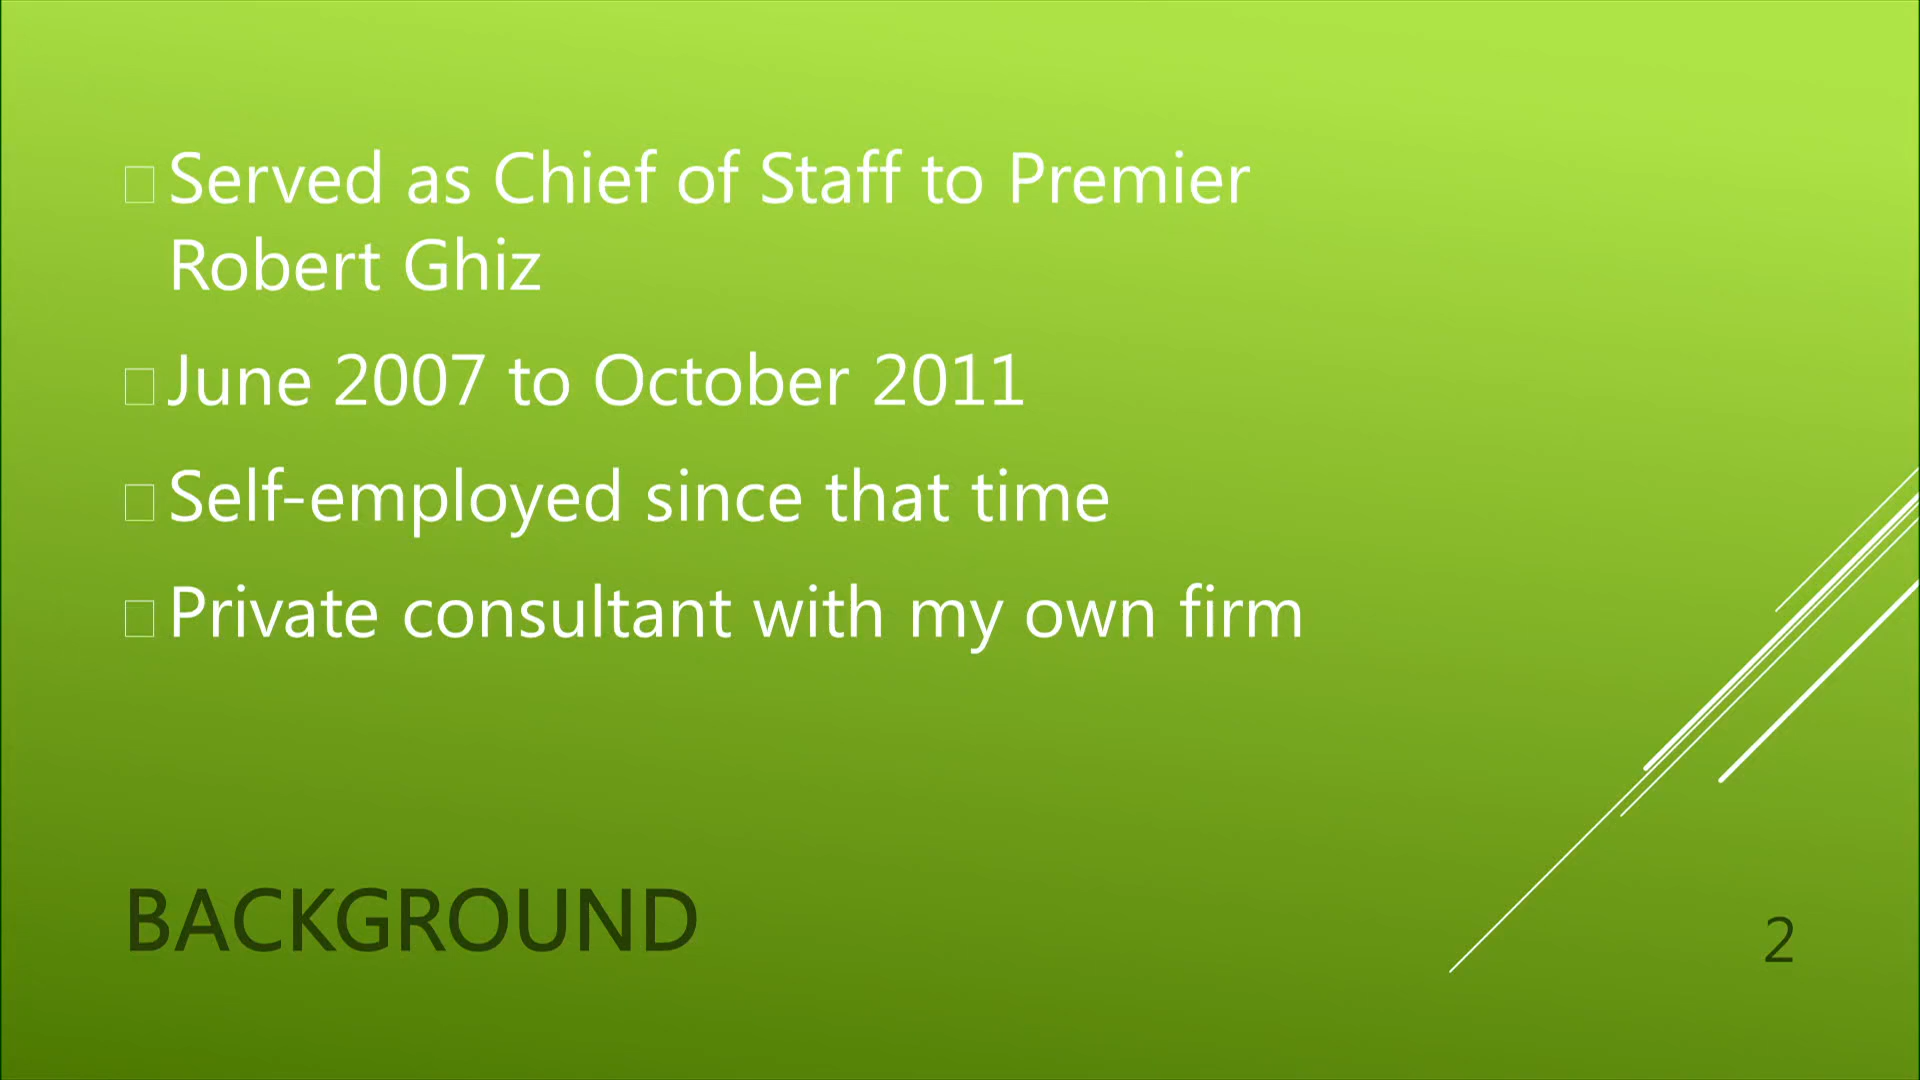 Served as Chief of Staff to Premier
Robert Ghiz
June 2007 to October 2011
Self-employed since that time
Private consultant with my own firm
BACKGROUND
2